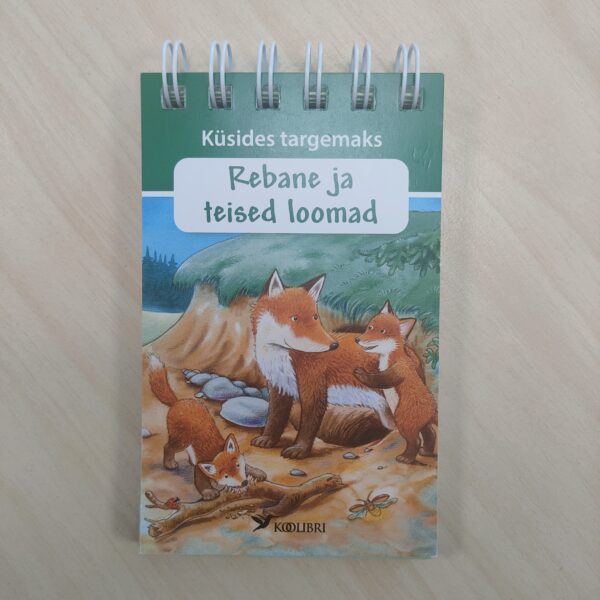 Küsides targemaks
Rebane ja
teised loomad
KOOLIBRI